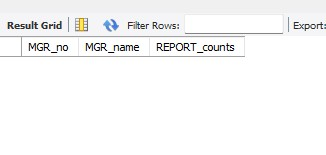 Result Grid Filter Rows: Export:
MGR_no MGR_name REPORT_counts